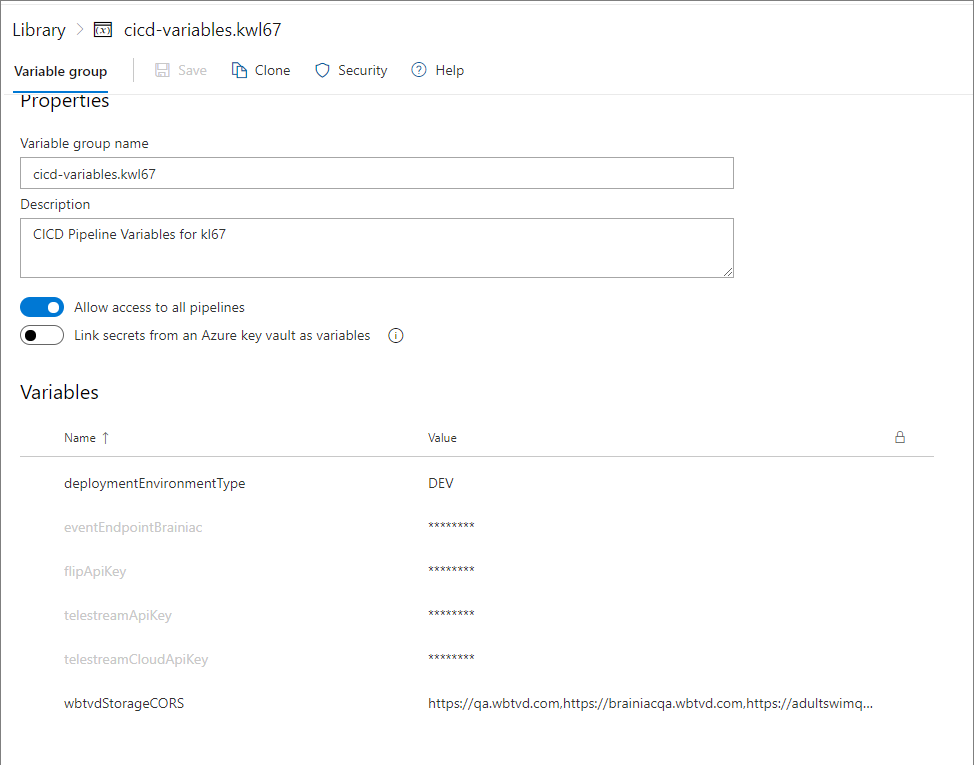 Library > cicd-variables.kwl67
Variable group Save Clone Security Help
Properties
Variable group name
cicd-variables.kwl67
Description
CICD Pipeline Variables for kl67
Allow access to all pipelines
Link secrets from an Azure key vault as variables
Variables
Name ↑ Value
deploymentEnvironmentType DEV
eventEndpointBrainiac ********
flipApiKey ********
telestreamApiKey ********
telestreamCloudApiKey ********
wbtvdStorageCORS https://qa.wbtvd.com,https://brainiacqa.wbtvd.com,https://adultswimq...